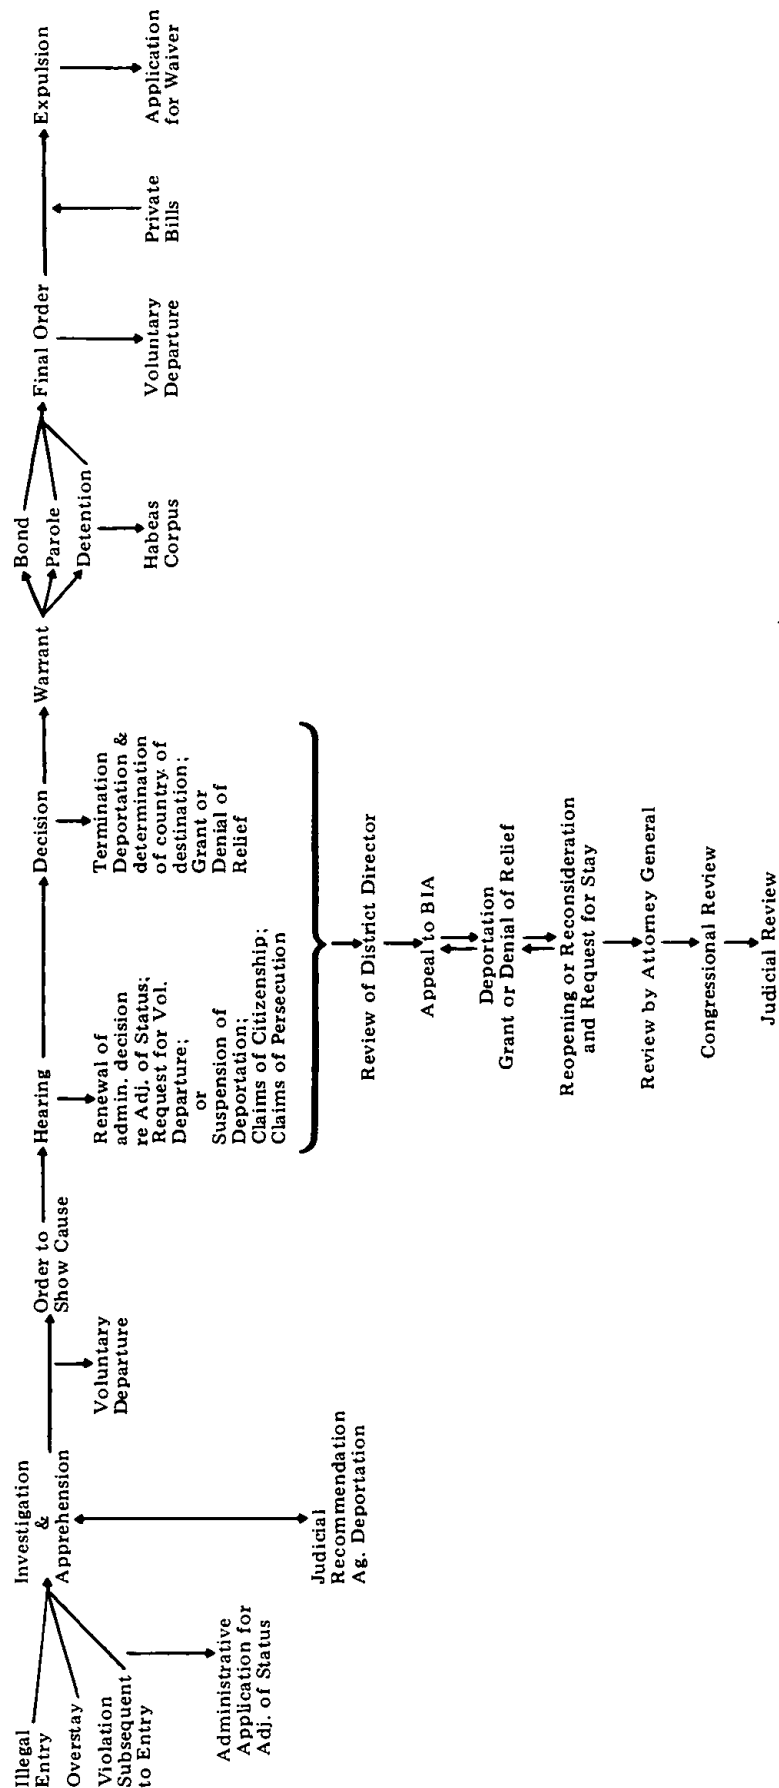 Illegal
Entry
Overstay
Violation
Subsequent
to Entry
Administrative
Application for
Adj. of Status
Investigation
&
Apprehension
Judicial
Recommendation
Ag. Deportation
Voluntary
Departure
Order to
Show Cause
Hearing
Renewal of
admin. decision
re Adj. of Status;
Request for Vol.
Departure;
or
Suspension of
Deportation;
Claims of Citizenship;
Claims of Persecution
Decision
Termination
Deportation &
determination
of country of
destination;
Grant or
Denial of
Relief
Review of District Director
Appeal to BIA
Deportation
Grant or Denial of Relief
Reopening or Reconsideration
and Request for Stay
Review by Attorney General
Congressional Review
Judicial Review
Warrant
Bond
Parole
Detention
Habeas
Corpus
Final Order
Voluntary
Departure
Private
Bills
Expulsion
Application
for Waiver